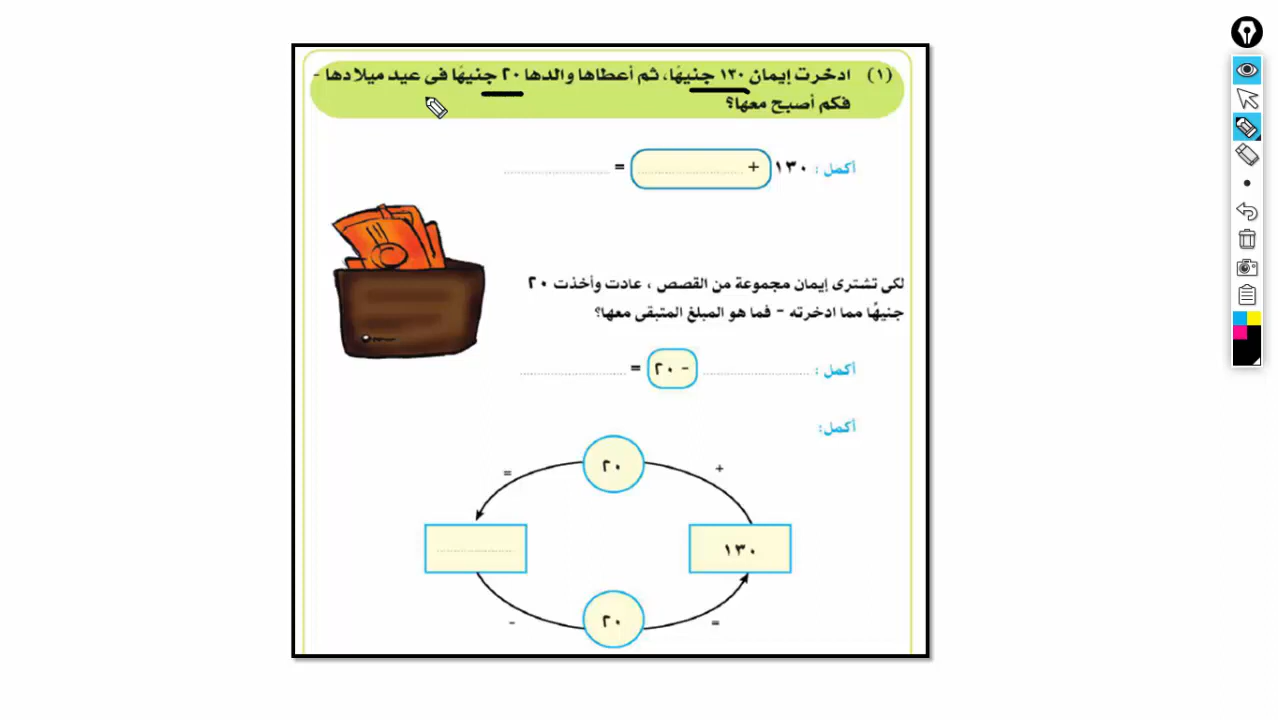 (١) ادخرت إيمان ١٣٠ جنيهًا، ثم أعطاها والدها ٢٠ جنيهًا فى عيد ميلادها -
فكم أصبح معها؟
أكمل : ١٣٠ + .................... = ....................
لكى تشترى إيمان مجموعة من القصص ، عادت وأخذت ٢٠
جنيهًا مما ادخرته - فما هو المبلغ المتبقى معها؟
أكمل : .................... - ٢٠ = ....................
أكمل:
+ ٢٠ =
١٣٠ ....................
= ٢٠ -